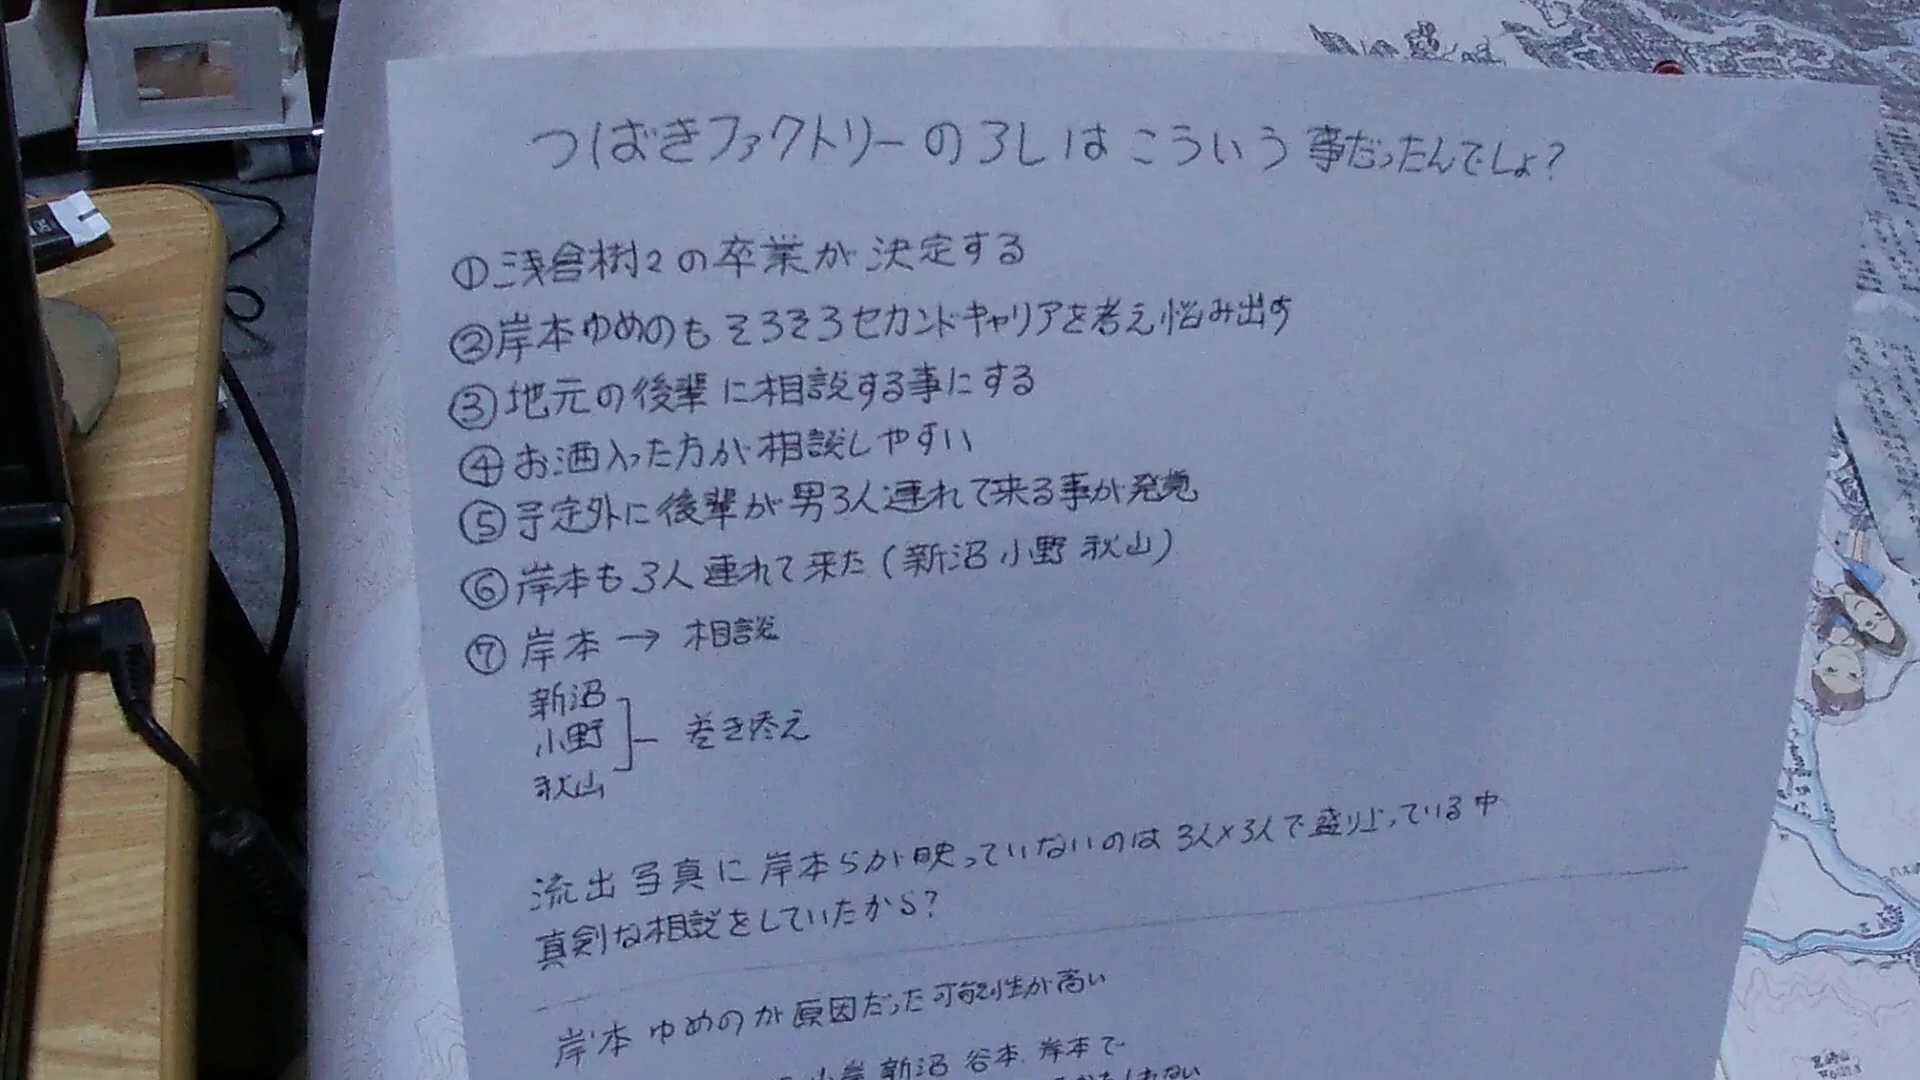 つばきファクトリーのろしはこういう事だったんでしょ?
①浅倉樹2の卒業が決定する
②岸本ゆめのもそろそろセカンドキャリアを考え悩み出す
③地元の後輩に相談する事にする
④お酒入った方が相談しやすい
⑤予定外に後輩が男3人連れて来る事が発覚
⑥岸本も3人連れて来た(新沼 小野 秋山)
⑦岸本→相談
新沼
小野
秋山
巻き添え
流出写真に岸本らが映っていないのは3人×3人で盛り上っている中
真剣な相談をしていたから?
岸本ゆめのが原因だった可能性が高い
新沼 谷本 岸本で